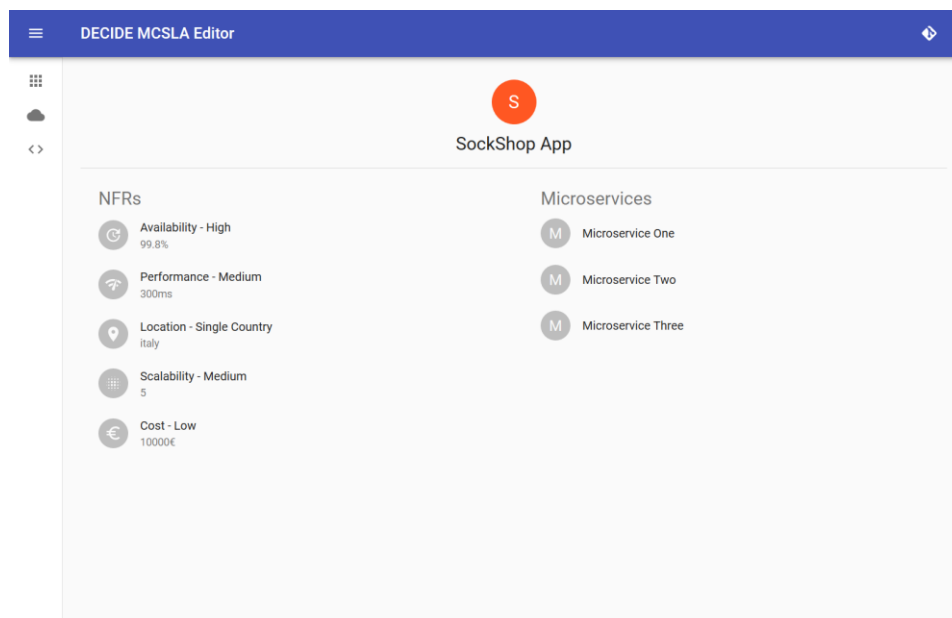 DECIDE MCSLA Editor
S
SockShop App
NFRs
Availability - High
99.8%
Performance - Medium
300ms
Location - Single Country
italy
Scalability - Medium
5
Cost - Low
10000€
Microservices
M
Microservice One
M
Microservice Two
M
Microservice Three